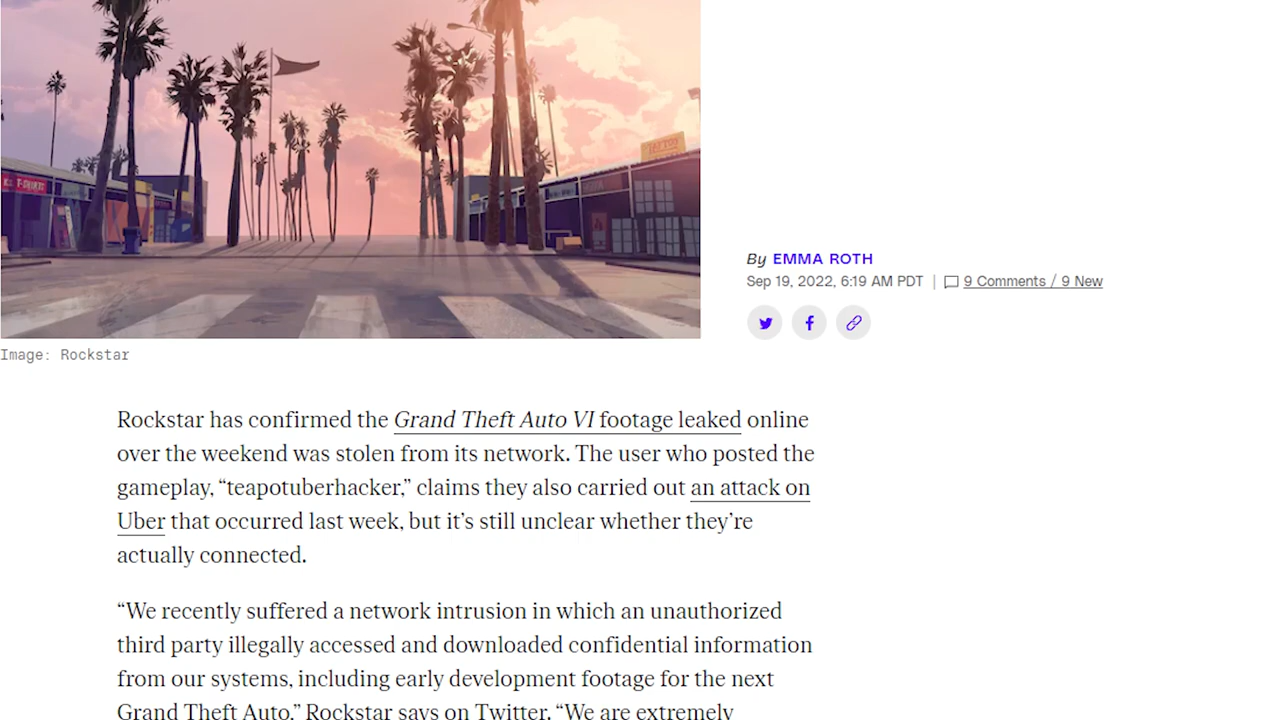 T-SHIRTS
By EMMA ROTH
Sep 19, 2022, 6:19 AM PDT | 9 Comments / 9 New
Image: Rockstar
Rockstar has confirmed the Grand Theft Auto VI footage leaked online
over the weekend was stolen from its network. The user who posted the
gameplay, “teapotuberhacker,” claims they also carried out an attack on
Uber that occurred last week, but it’s still unclear whether they’re
actually connected.
“We recently suffered a network intrusion in which an unauthorized
third party illegally accessed and downloaded confidential information
from our systems, including early development footage for the next
Grand Theft Auto,” Rockstar says on Twitter. “We are extremely